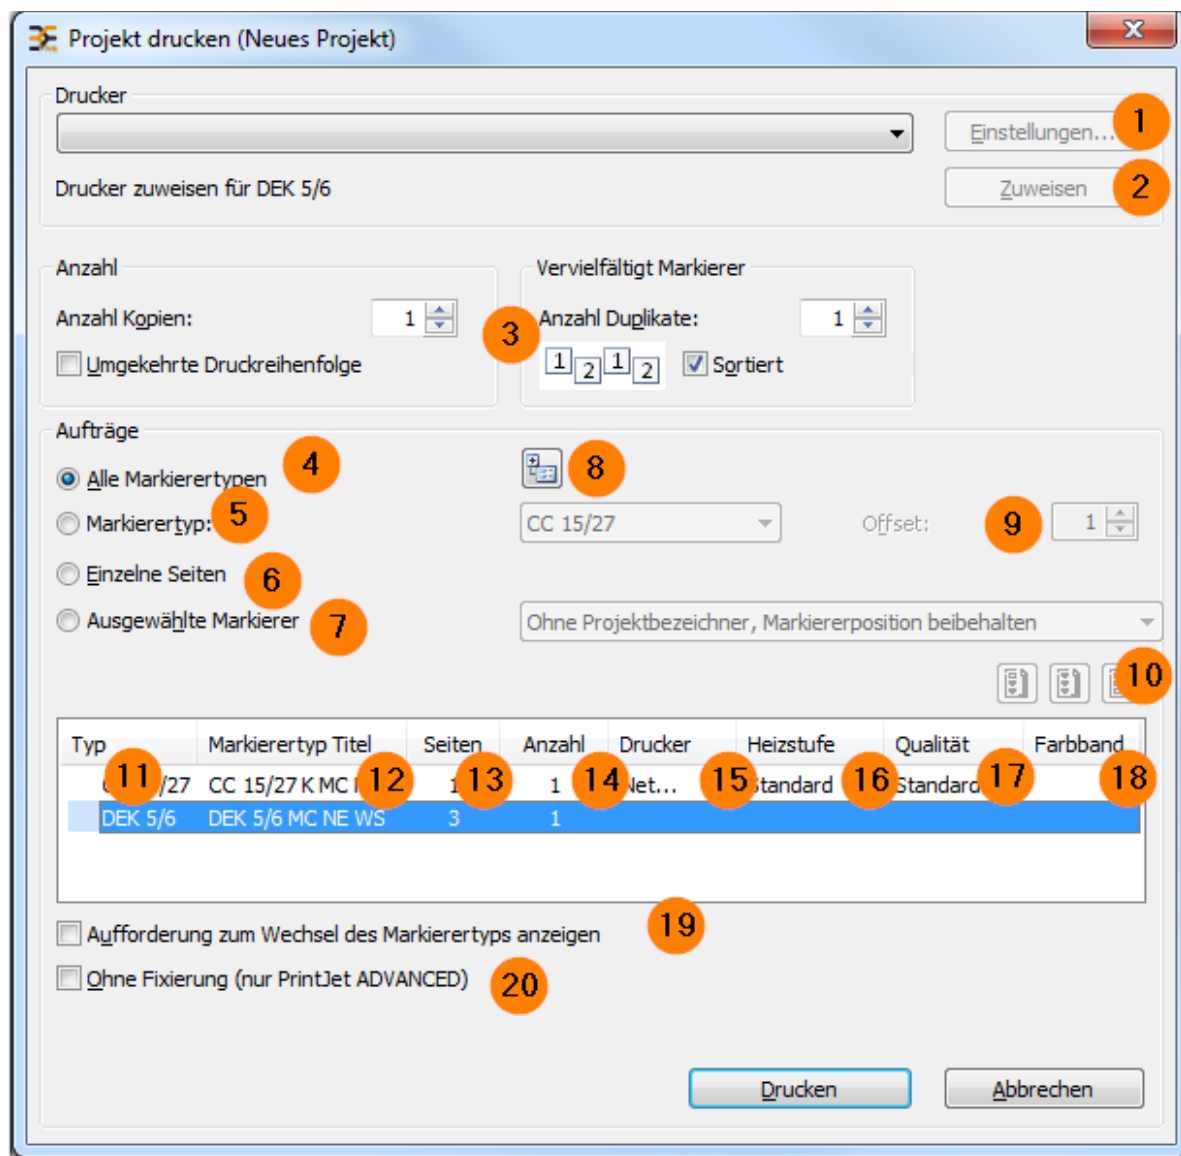 Projekt drucken (Neues Projekt)
x
Drucker
Einstellungen... 1
Drucker zuweisen für DEK 5/6
Zuweisen 2
Anzahl
Vervielfältigt Markierer
Anzahl Kopien: 1
3
Anzahl Duplikate: 1
Umgekehrte Druckreihenfolge
1 2 1 2 Sortiert
Aufträge
Alle Markierertypen 4
8
Markierertyp: 5
CC 15/27
Offset: 9 1
Einzelne Seiten 6
Ausgewählte Markierer 7
Ohne Projektbezeichner, Markiererposition beibehalten
10
Typ Markierertyp Titel Seiten Anzahl Drucker Heizstufe Qualität Farbband
11 12 13 14 15 16 17 18
/27 CC 15/27 K MC 1 1 Net... Standard Standard
DEK 5/6 DEK 5/6 MC NE WS 3 1
Aufforderung zum Wechsel des Markierertyps anzeigen 19
Ohne Fixierung (nur PrintJet ADVANCED) 20
Drucken
Abbrechen